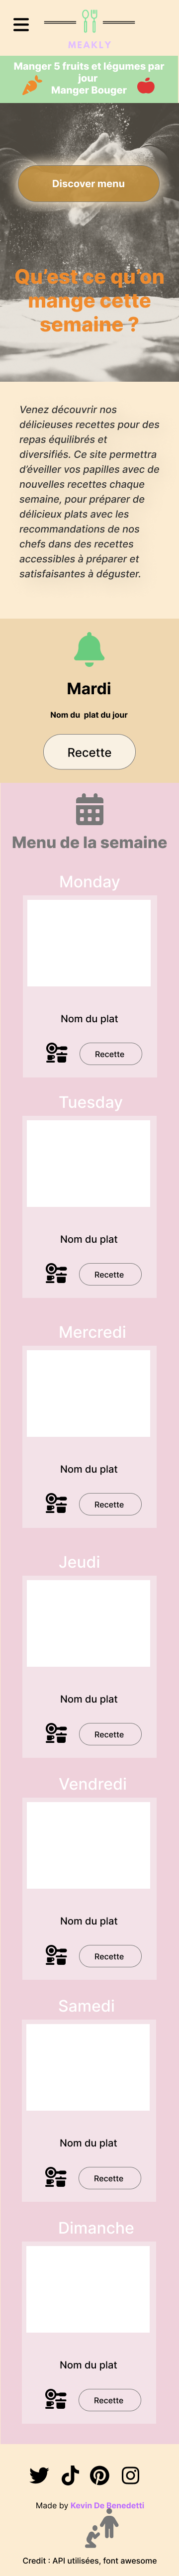 MEAKLY
Manger 5 fruits et légumes par
jour
Manger Bouger
Discover menu
Qu'est ce qu'on
mange cette
semaine ?
Venez découvrir nos
délicieuses recettes pour des
repas équilibrés et
diversifiés. Ce site permettra
d'éveiller vos papilles avec de
nouvelles recettes chaque
semaine, pour préparer de
délicieux plats avec les
recommandations de nos
chefs dans des recettes
accessibles à préparer et
satisfaisantes à déguster.
Mardi
Nom du plat du jour
Recette
Menu de la semaine
Monday
Nom du plat
Recette
Tuesday
Nom du plat
Recette
Mercredi
Nom du plat
Recette
Jeudi
Nom du plat
Recette
Vendredi
Nom du plat
Recette
Samedi
Nom du plat
Recette
Dimanche
Nom du plat
Recette
Made by Kevin De Benedetti
Credit : API utilisées, font awesome